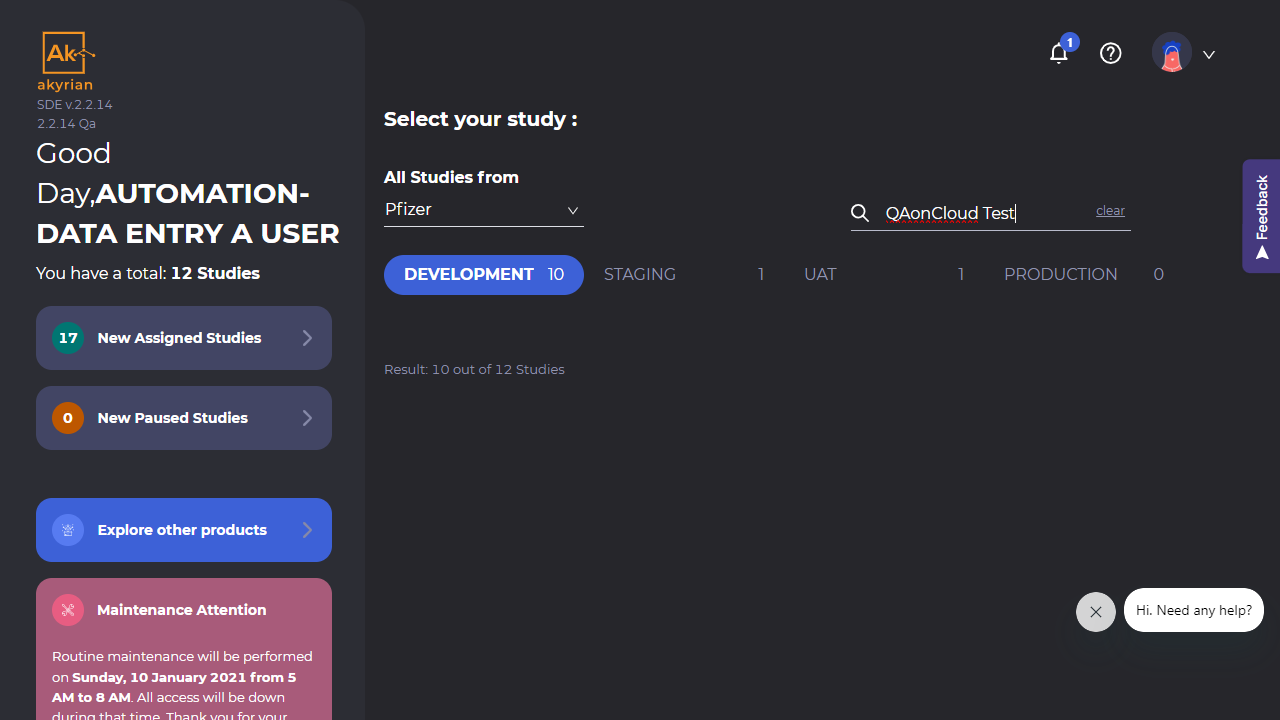 Ak
akyrian
SDE v.2.2.14
2.2.14 Qa
Good
Day,AUTOMATION-
DATA ENTRY A USER
You have a total: 12 Studies
17 New Assigned Studies
0 New Paused Studies
Explore other products
Maintenance Attention
Routine maintenance will be performed
on Sunday, 10 January 2021 from 5
AM to 8 AM. All access will be down
during that time. Thank you for your
1
Select your study :
All Studies from
Pfizer
QAonCloud Test clear
DEVELOPMENT 10 STAGING 1 UAT 1 PRODUCTION 0
Result: 10 out of 12 Studies
Feedback
Hi. Need any help?